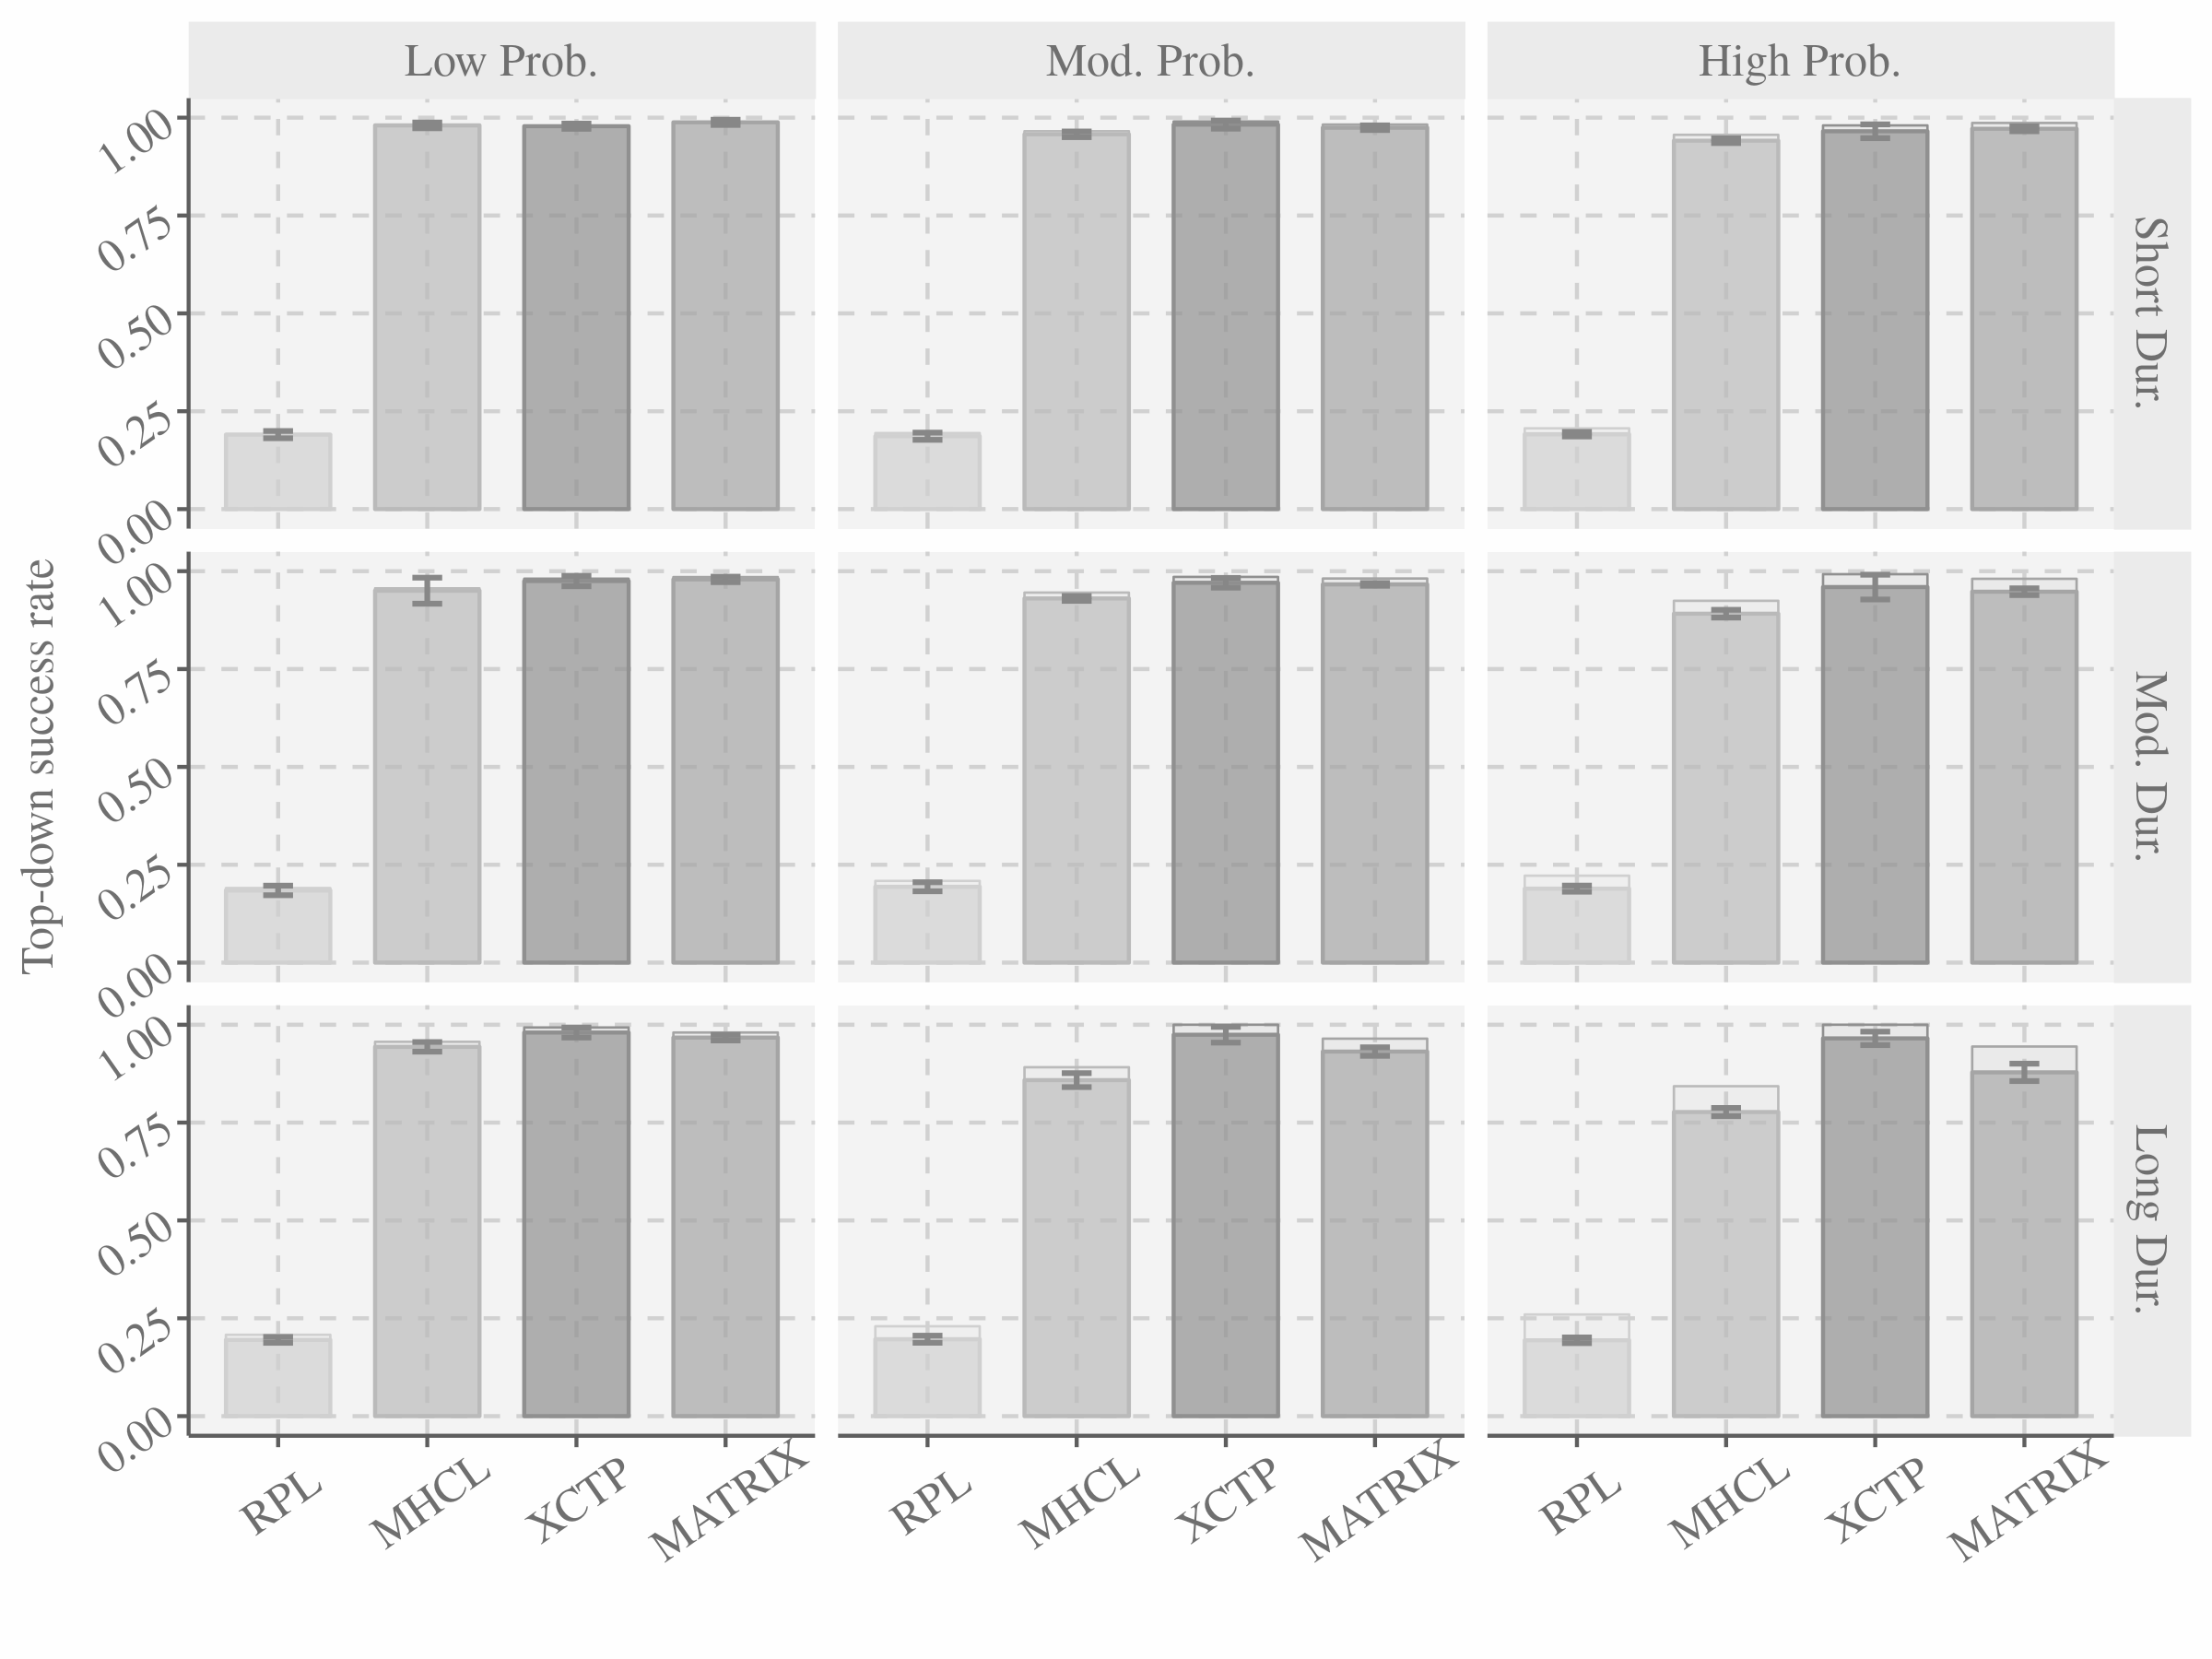 Low Prob.
Mod. Prob.
High Prob.
Top-down success rate
1.00
0.75
0.50
0.25
0.00
Short Dur.
1.00
0.75
0.50
0.25
0.00
Mod. Dur.
1.00
0.75
0.50
0.25
0.00
Long Dur.
RPL
MHCL
XCTP
MATRIX
RPL
MHCL
XCTP
MATRIX
RPL
MHCL
XCTP
MATRIX